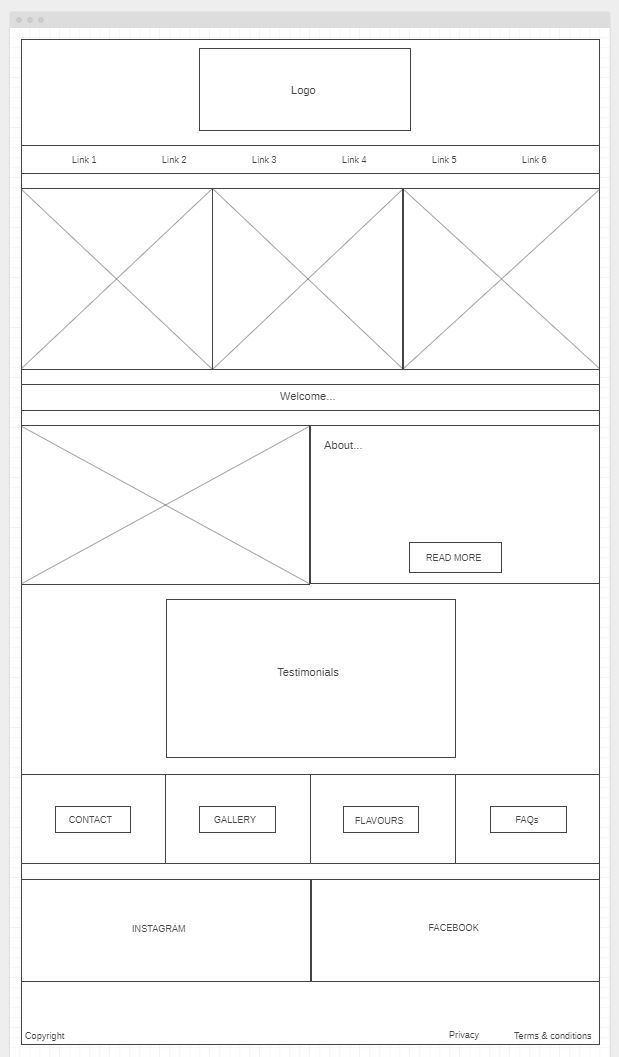 Logo
Link 1 Link 2 Link 3 Link 4 Link 5 Link 6
Welcome...
About...
READ MORE
Testimonials
CONTACT GALLERY FLAVOURS FAQs
INSTAGRAM FACEBOOK
Copyright Privacy Terms & conditions